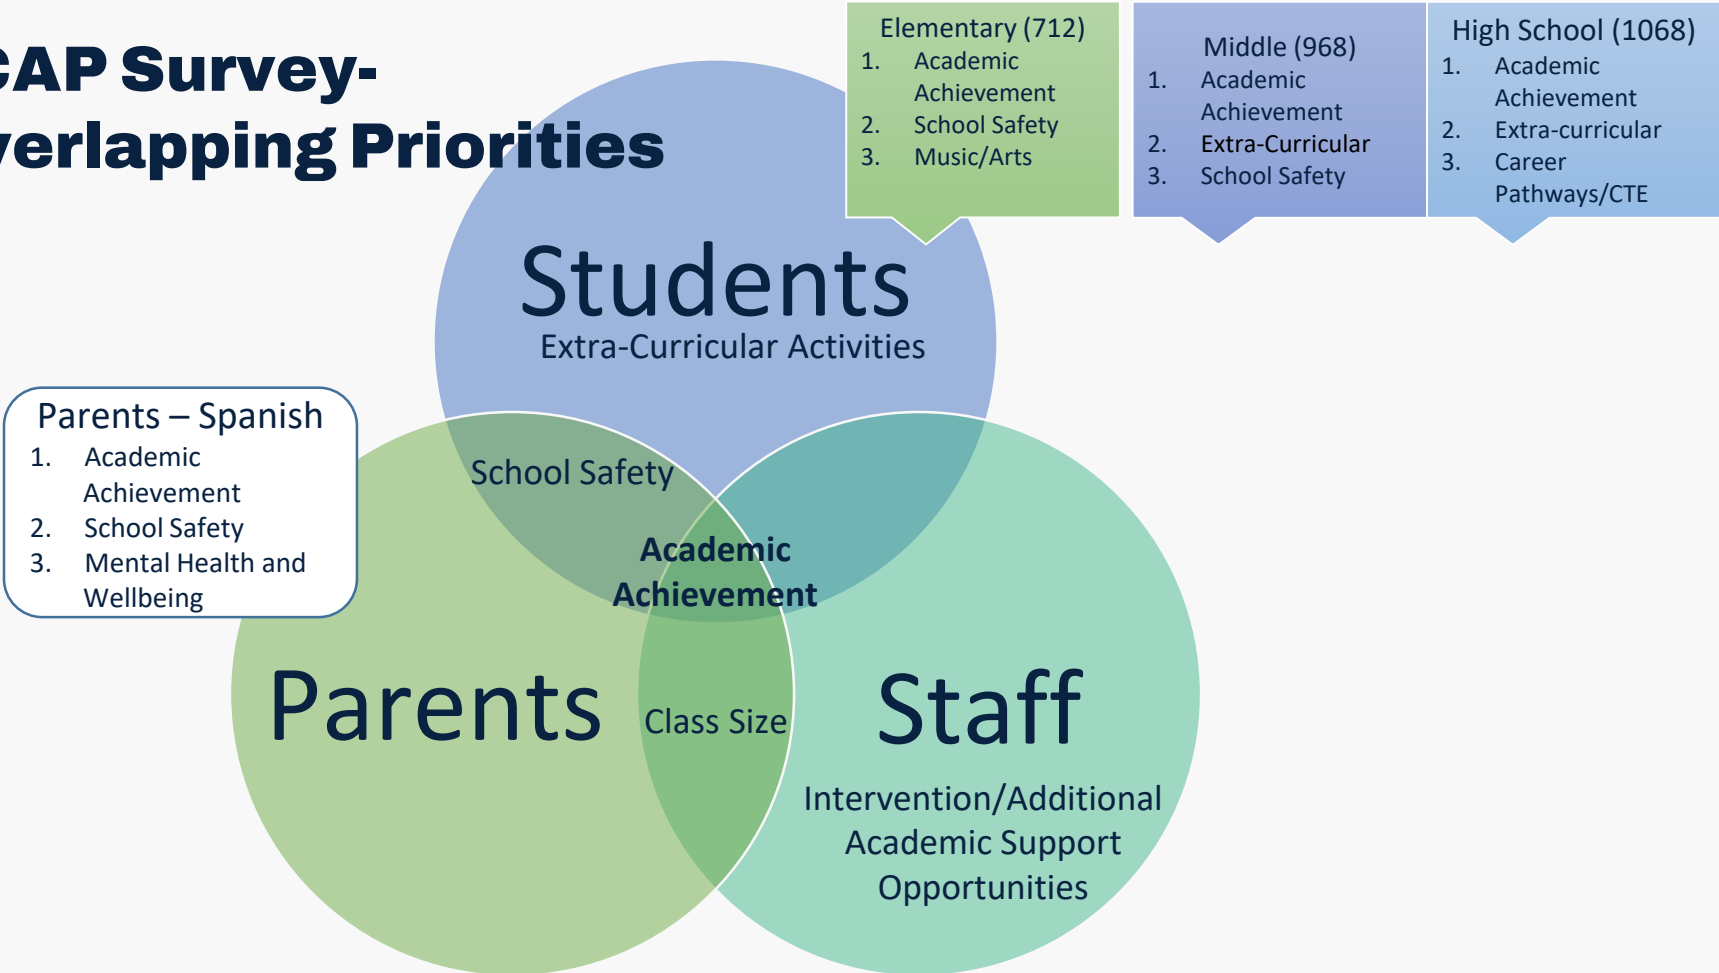 CAP Survey-
verlapping Priorities
Elementary (712)
1. Academic
Achievement
2. School Safety
3. Music/Arts
Middle (968)
1. Academic
Achievement
2. Extra-Curricular
3. School Safety
High School (1068)
1. Academic
Achievement
2. Extra-curricular
3. Career
Pathways/CTE
Students
Extra-Curricular Activities
Parents – Spanish
1. Academic
Achievement
2. School Safety
3. Mental Health and
Wellbeing
School Safety
Academic
Achievement
Parents
Class Size
Staff
Intervention/Additional
Academic Support
Opportunities